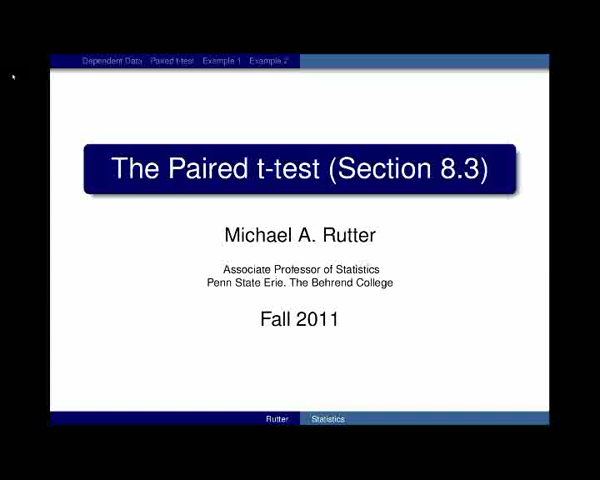 Dependent Data Paired t-test Example 1 Example 2
The Paired t-test (Section 8.3)
Michael A. Rutter
Associate Professor of Statistics
Penn State Erie. The Behrend College
Fall 2011
Rutter Statistics